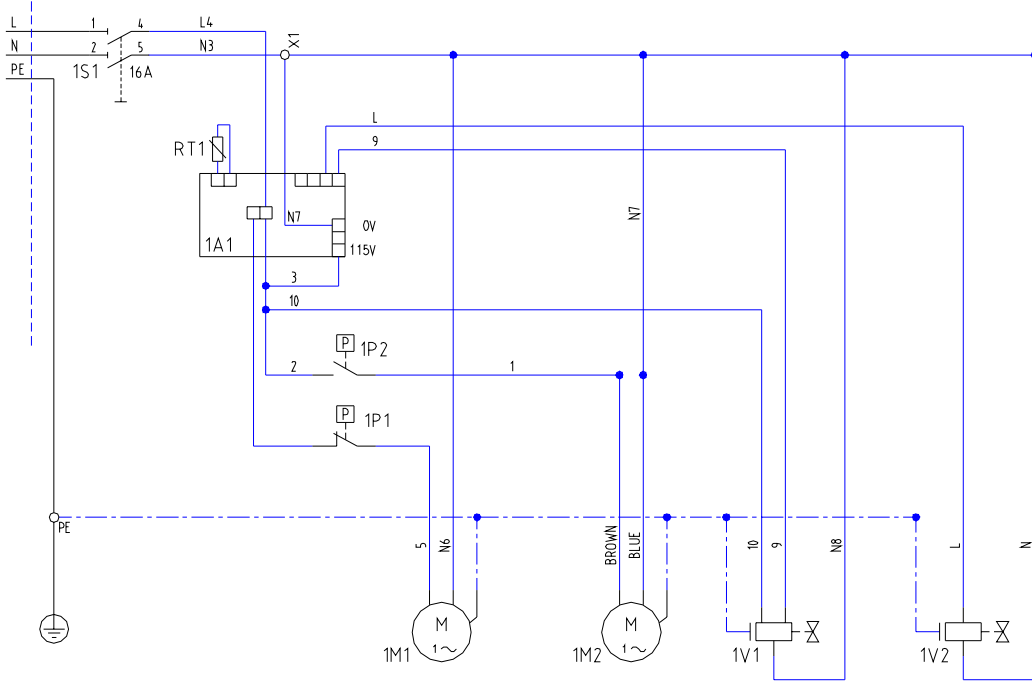 L 1 4 L4
N 2 5 N3 X1
PE 1S1 16A
L
RT1 9
N7 N7
0V
1A1 115V
3
10
P 1P2
2 1
P 1P1
PE
5 N6 BROWN BLUE 10 9 N8 L N
M M
1M1 1~ 1M2 1~ 1V1 1V2